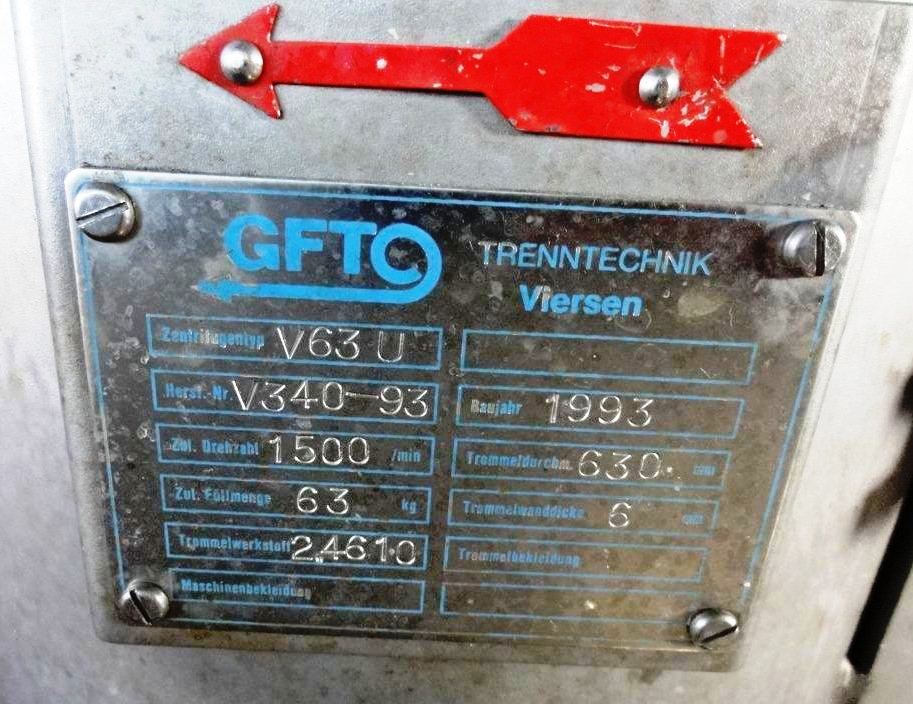 GFT
TRENNTECHNIK
Viersen
Zentrifugentyp V63 U
Herst.-Nr V340-93
Baujahr 1993
Zul. Drehzahl 1500 /min
Trommeldurchm. 630. mm
Zul. Füllmenge 63 kg
Trommelwanddicke 6 mm
Trommelwerkstoff 2.4610
Trommelbekleidung
Maschinenbekleidung